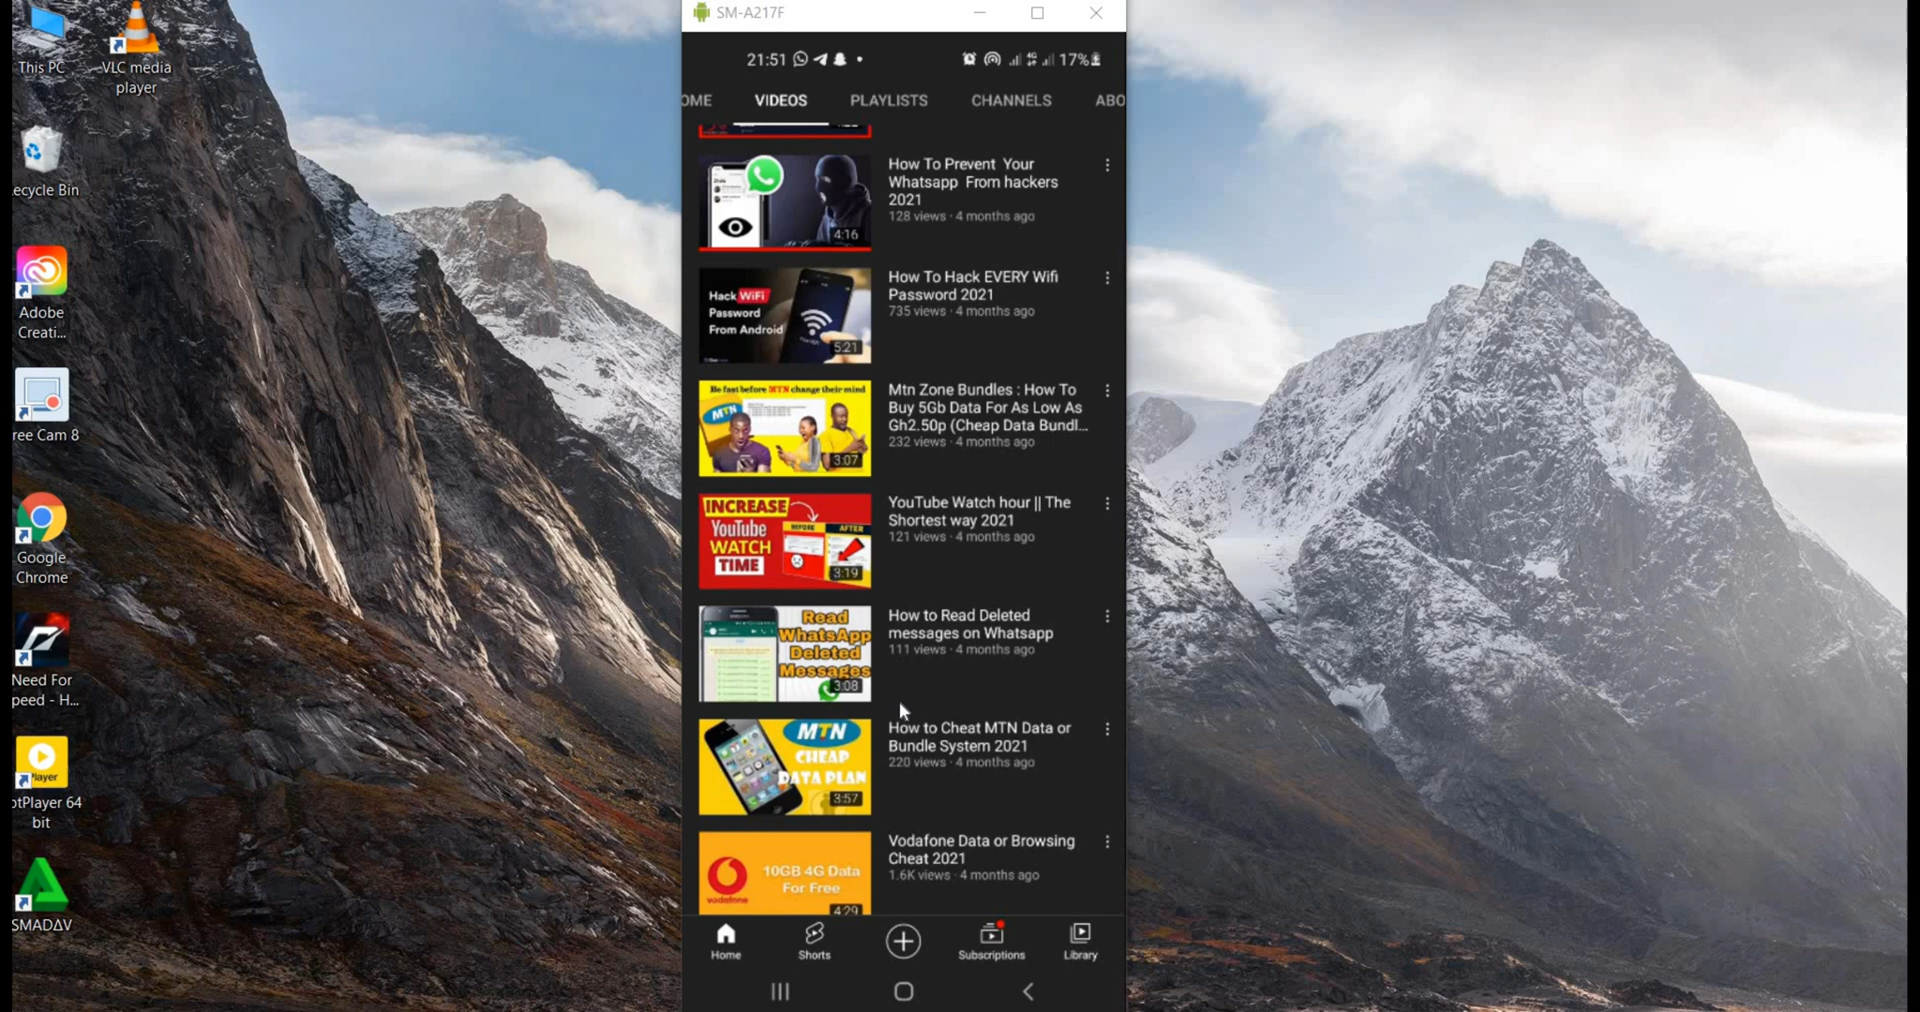 This PC
VLC media
player
ecycle Bin
Adobe
Creati...
ree Cam 8
Google
Chrome
Need For
peed - H...
Player
otPlayer 64
bit
SMADΔV
SM-A217F
21:51
4G
17%
OME
VIDEOS
PLAYLISTS
CHANNELS
ABO
How To Prevent Your
Whatsapp From hackers
2021
128 views · 4 months ago
4:16
Hack WiFi
Password
From Android
5:21
How To Hack EVERY Wifi
Password 2021
735 views · 4 months ago
Be fast before MTN change their mind
MTN
3:07
Mtn Zone Bundles : How To
Buy 5Gb Data For As Low As
Gh2.50p (Cheap Data Bundl...
232 views · 4 months ago
INCREASE
YouTube
WATCH
TIME
BEFORE
AFTER
3:19
YouTube Watch hour || The
Shortest way 2021
121 views · 4 months ago
Read
WhatsApp
Deleted
Messages
3:08
How to Read Deleted
messages on Whatsapp
111 views · 4 months ago
MTN
CHEAP
DATA PLAN
3:57
How to Cheat MTN Data or
Bundle System 2021
220 views · 4 months ago
vodafone
10GB 4G Data
For Free
4:29
Vodafone Data or Browsing
Cheat 2021
1.6K views · 4 months ago
Home
Shorts
Subscriptions
Library